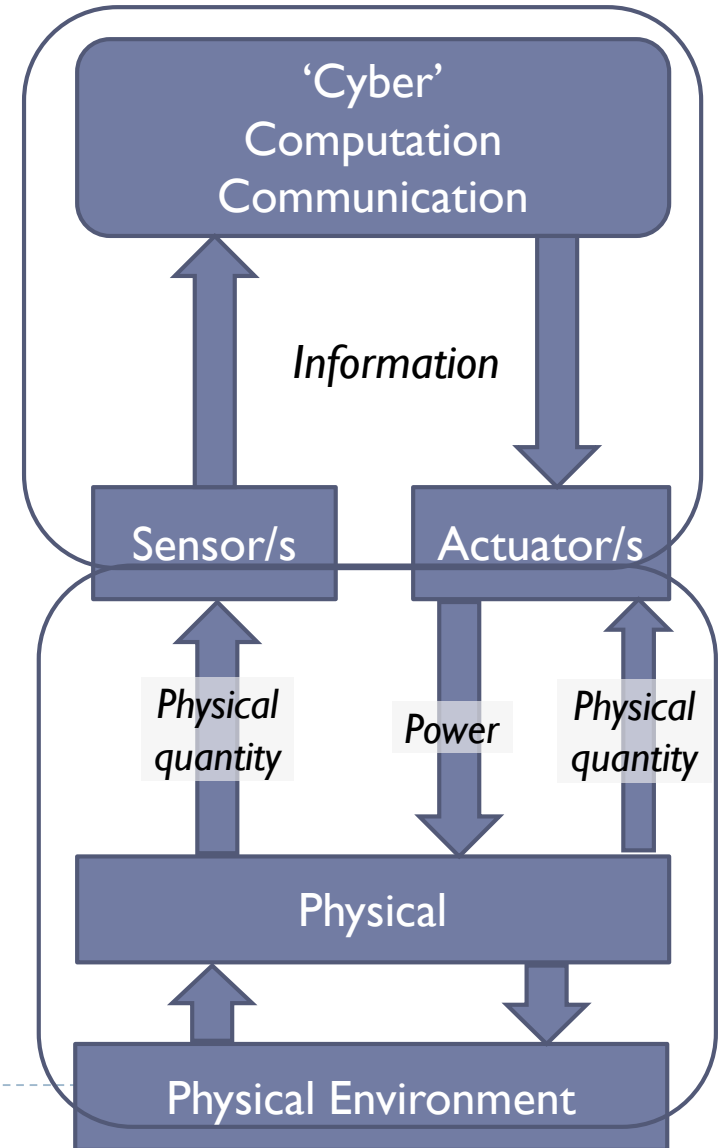 ‘Cyber’
Computation
Communication
Information
Sensor/s
Actuator/s
Physical
quantity
Power
Physical
quantity
Physical
Physical Environment